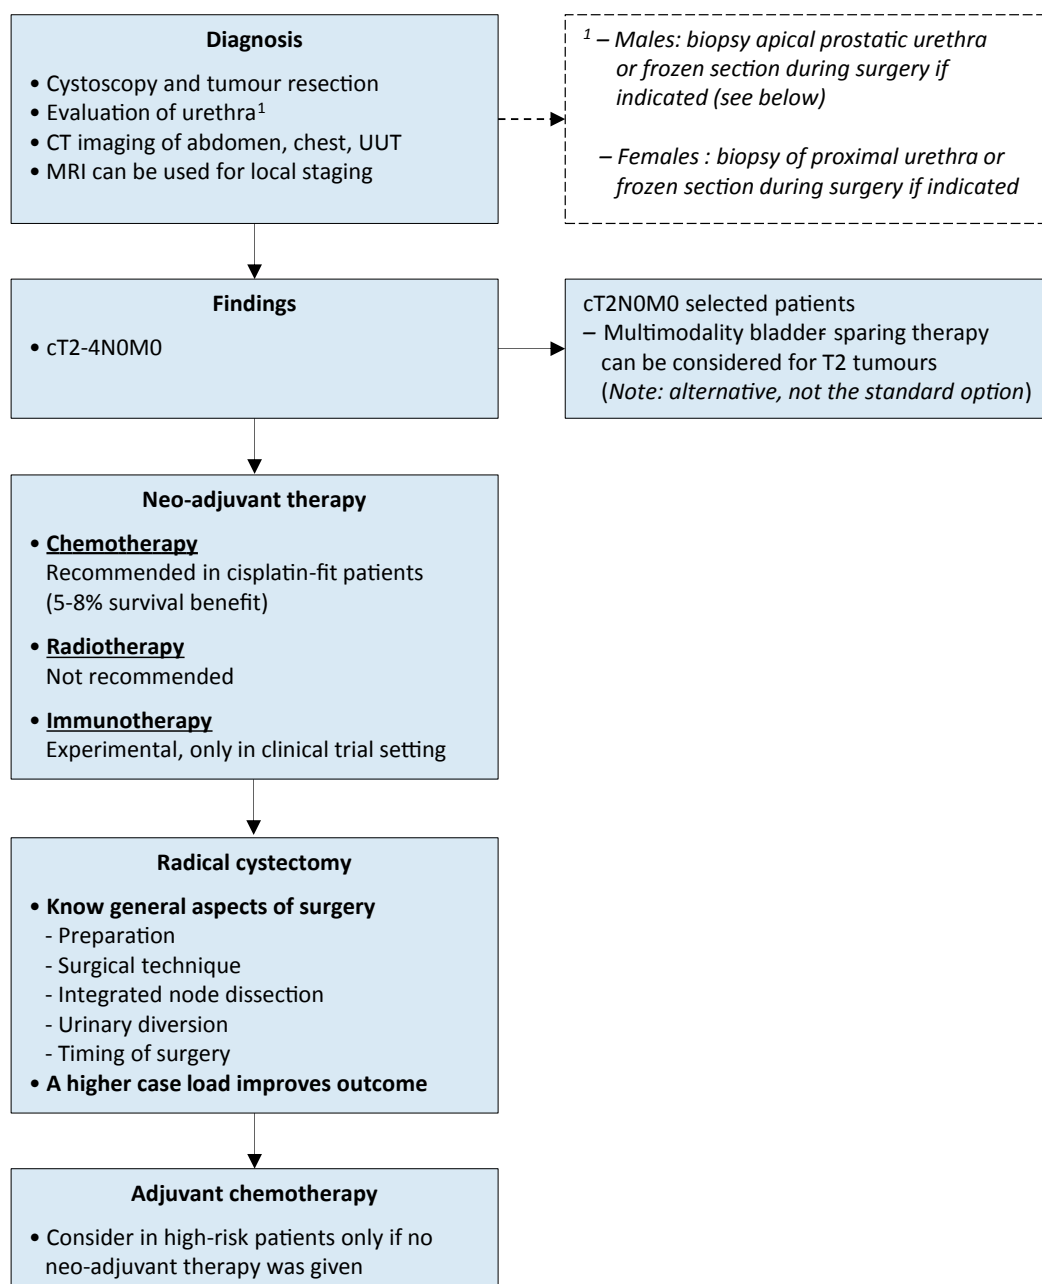 Diagnosis
• Cystoscopy and tumour resection
• Evaluation of urethra1
• CT imaging of abdomen, chest, UUT
• MRI can be used for local staging
1 – Males: biopsy apical prostatic urethra
or frozen section during surgery if
indicated (see below)
– Females : biopsy of proximal urethra or
frozen section during surgery if indicated
Findings
• cT2-4N0M0
cT2N0M0 selected patients
– Multimodality bladder sparing therapy
can be considered for T2 tumours
(Note: alternative, not the standard option)
Neo-adjuvant therapy
• Chemotherapy
Recommended in cisplatin-fit patients
(5-8% survival benefit)
• Radiotherapy
Not recommended
• Immunotherapy
Experimental, only in clinical trial setting
Radical cystectomy
• Know general aspects of surgery
- Preparation
- Surgical technique
- Integrated node dissection
- Urinary diversion
- Timing of surgery
• A higher case load improves outcome
Adjuvant chemotherapy
• Consider in high-risk patients only if no
neo-adjuvant therapy was given